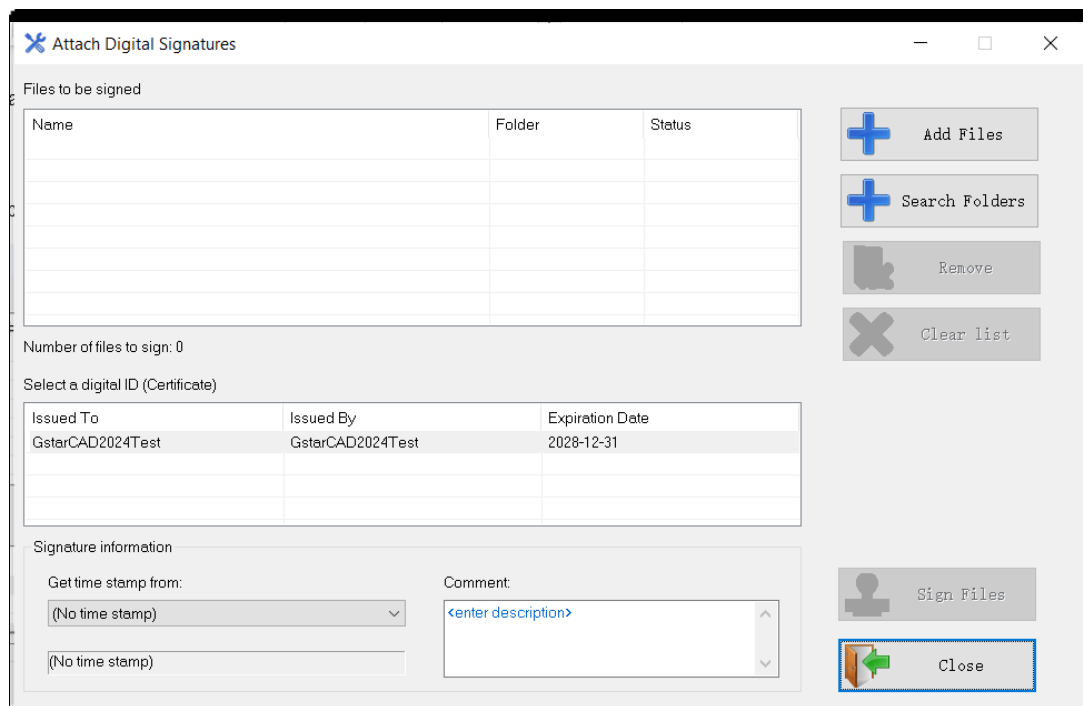 Attach Digital Signatures
Files to be signed
Name Folder Status
Add Files
Search Folders
Remove
Clear list
Number of files to sign: 0
Select a digital ID (Certificate)
Issued To Issued By Expiration Date
GstarCAD2024Test GstarCAD2024Test 2028-12-31
Signature information
Get time stamp from: Comment:
(No time stamp) <enter description>
Sign Files
(No time stamp)
Close